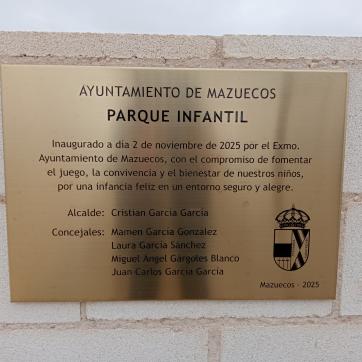 AYUNTAMIENTO DE MAZUECOS
PARQUE INFANTIL
Inaugurado a día 2 de noviembre de 2025 por el Exmo.
Ayuntamiento de Mazuecos, con el compromiso de fomentar
el juego, la convivencia y el bienestar de nuestros niños,
por una infancia feliz en un entorno seguro y alegre.
Alcalde: Cristian García García
Concejales: Mamen García González
Laura García Sánchez
Miguel Ángel Gárgoles Blanco
Juan Carlos García García
Mazuecos - 2025